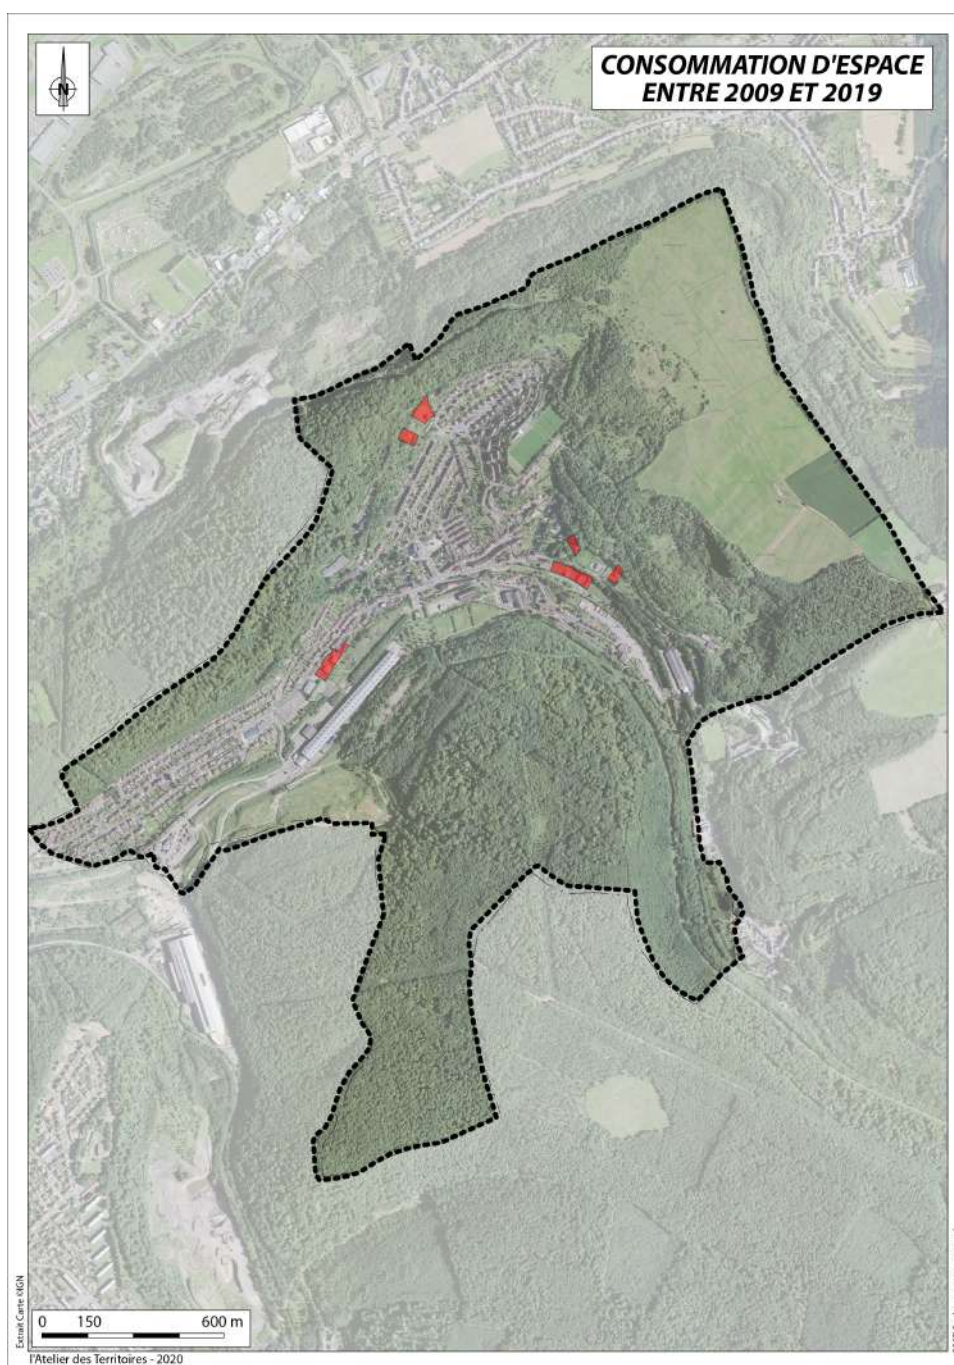 N
CONSOMMATION D'ESPACE
ENTRE 2009 ET 2019
Extrait Carte ©IGN
0 150 600 m
l'Atelier des Territoires - 2020